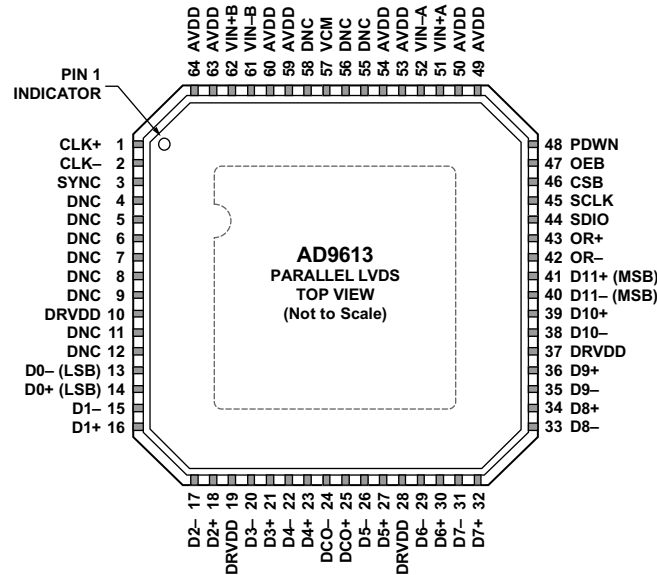 64 AVDD
63 AVDD
62 VIN+B
61 VIN–B
60 AVDD
59 AVDD
58 DNC
57 VCM
56 DNC
55 DNC
54 AVDD
53 AVDD
52 VIN–A
51 VIN+A
50 AVDD
49 AVDD
PIN 1
INDICATOR
CLK+ 1
CLK– 2
SYNC 3
DNC 4
DNC 5
DNC 6
DNC 7
DNC 8
DNC 9
DRVDD 10
DNC 11
DNC 12
D0– (LSB) 13
D0+ (LSB) 14
D1– 15
D1+ 16
AD9613
PARALLEL LVDS
TOP VIEW
(Not to Scale)
48 PDWN
47 OEB
46 CSB
45 SCLK
44 SDIO
43 OR+
42 OR–
41 D11+ (MSB)
40 D11– (MSB)
39 D10+
38 D10–
37 DRVDD
36 D9+
35 D9–
34 D8+
33 D8–
D2– 17
D2+ 18
DRVDD 19
D3– 20
D3+ 21
D4– 22
D4+ 23
DCO– 24
DCO+ 25
D5– 26
D5+ 27
DRVDD 28
D6– 29
D6+ 30
D7– 31
D7+ 32